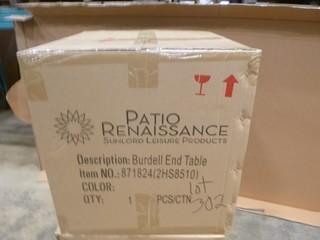 PATIO
RENAISSANCE
SUNLORD LEISURE PRODUCTS
Description: Burdell End Table
Item NO.: 871824(2HS8510)
COLOR:
QTY: 1 PCS/CTN
lot
302